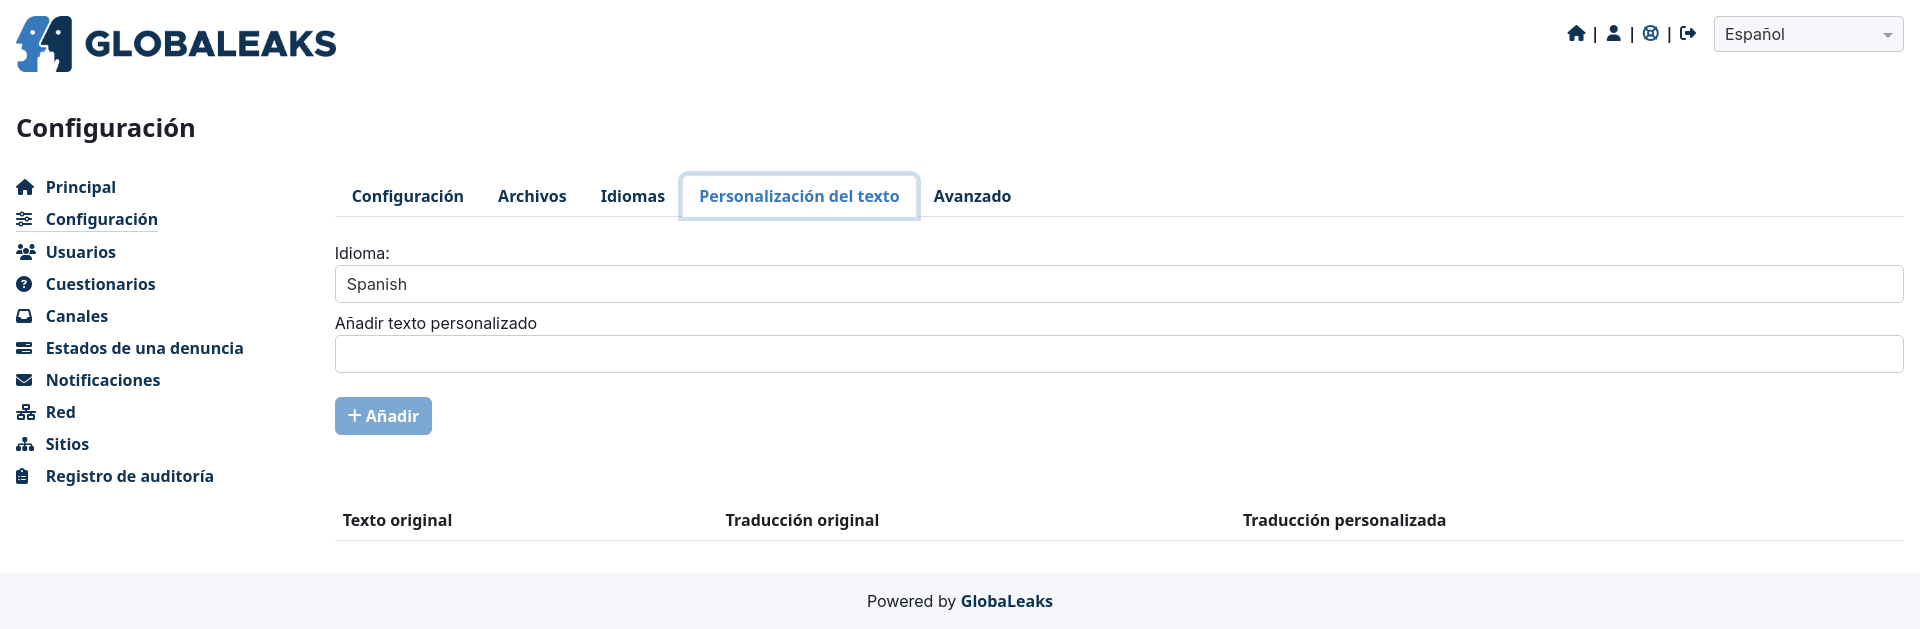 GLOBALEAKS
| | |
Español
Configuración
Principal
Configuración
Usuarios
Cuestionarios
Canales
Estados de una denuncia
Notificaciones
Red
Sitios
Registro de auditoría
Configuración Archivos Idiomas Personalización del texto Avanzado
Idioma:
Spanish
Añadir texto personalizado
+ Añadir
Texto original Traducción original Traducción personalizada
Powered by GlobaLeaks